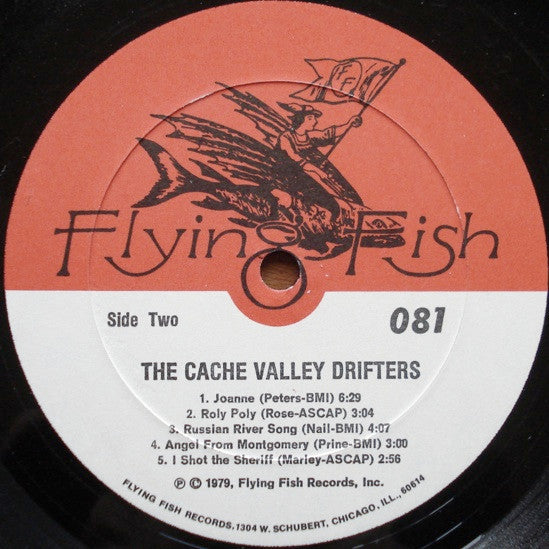 Flying Fish
Side Two
081
THE CACHE VALLEY DRIFTERS
1. Joanne (Peters-BMI) 6:29
2. Roly Poly (Rose-ASCAP) 3:04
3. Russian River Song (Nail-BMI) 4:07
4. Angel From Montgomery (Prine-BMI) 3:00
5. I Shot the Sheriff (Marley-ASCAP) 2:56
℗ © 1979, Flying Fish Records, Inc.
FLYING FISH RECORDS, 1304 W. SCHUBERT, CHICAGO, ILL., 60614